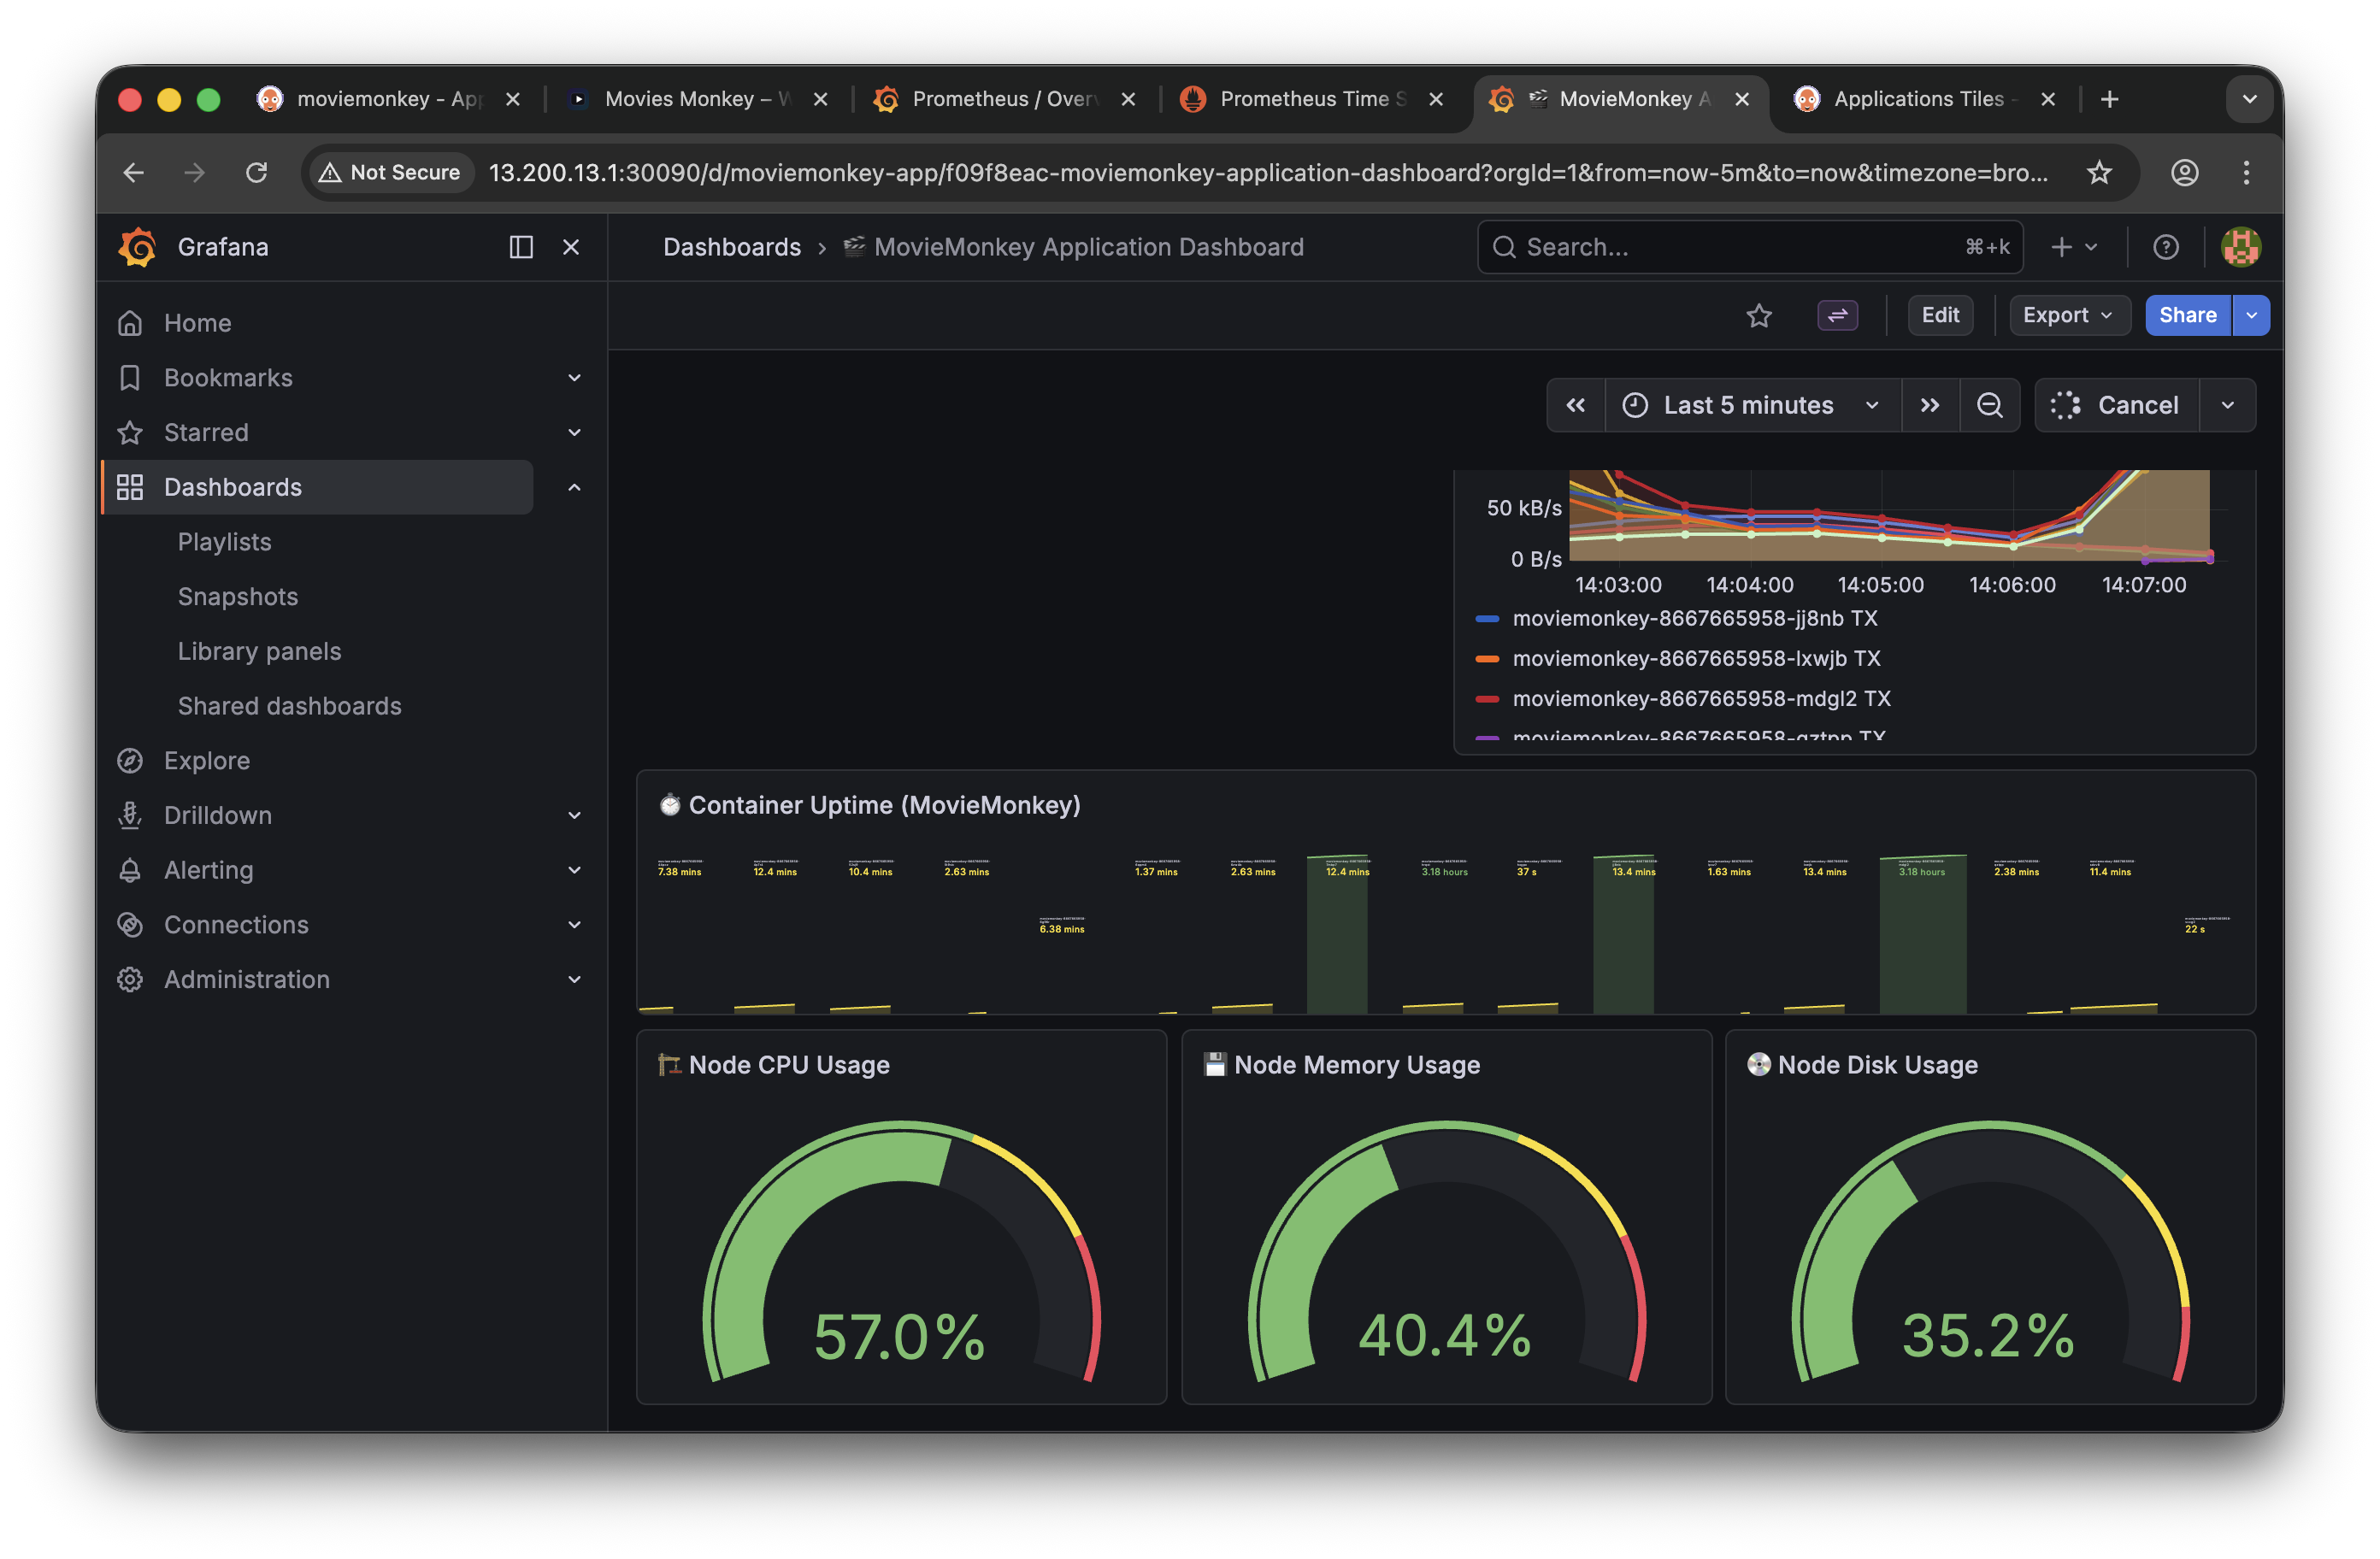 moviemonkey - App
Movies Monkey – W
Prometheus / Over
Prometheus Time S
MovieMonkey A
Applications Tiles -
Not Secure
13.200.13.1:30090/d/moviemonkey-app/f09f8eac-moviemonkey-application-dashboard?orgId=1&from=now-5m&to=now&timezone=bro...
Grafana
Dashboards › MovieMonkey Application Dashboard
Search...
⌘+k
Edit
Export
Share
Home
Bookmarks
Starred
Dashboards
Playlists
Snapshots
Library panels
Shared dashboards
Explore
Drilldown
Alerting
Connections
Administration
Last 5 minutes
Cancel
50 kB/s
0 B/s
14:03:00 14:04:00 14:05:00 14:06:00 14:07:00
moviemonkey-8667665958-jj8nb TX
moviemonkey-8667665958-lxwjb TX
moviemonkey-8667665958-mdgl2 TX
moviemonkey-8667665958-qztpp TX
Container Uptime (MovieMonkey)
7.38 mins
12.4 mins
10.4 mins
2.63 mins
6.38 mins
1.37 mins
2.63 mins
12.4 mins
3.18 hours
37 s
13.4 mins
1.63 mins
13.4 mins
3.18 hours
2.38 mins
11.4 mins
22 s
Node CPU Usage
57.0%
Node Memory Usage
40.4%
Node Disk Usage
35.2%